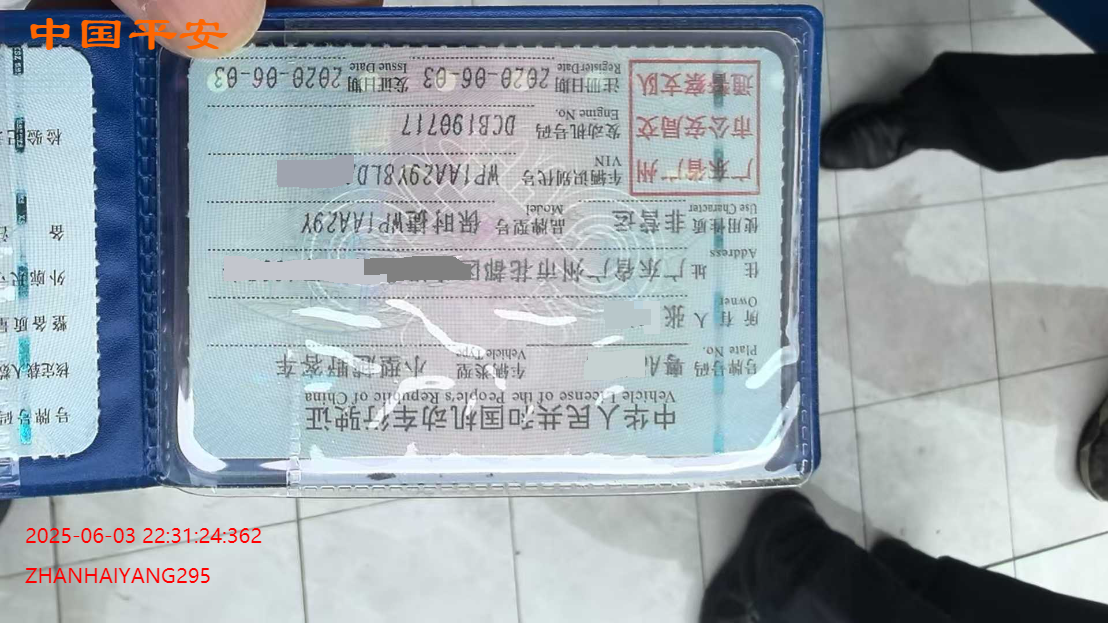 中国平安
中华人民共和国机动车行驶证
Vehicle License of the People's Republic of China
号牌号码 粤A 车辆类型 小型越野客车
Plate No. Vehicle Type
所有人 张
Owner
住址 广东省广州市花都区
Address
使用性质 非营运 品牌型号 保时捷WP1AA29Y
Use Character Model
广东省广州市公安局交通警察支队
车辆识别代号 WP1AA29Y8LD
VIN
发动机号码 DCB190717
Engine No.
注册日期 2020-06-03 发证日期 2020-06-03
Register Date Issue Date
号牌号码
核定载人数
整备质量
外廓尺寸
备
检验记
2025-06-03 22:31:24:362
ZHANHAIYANG295